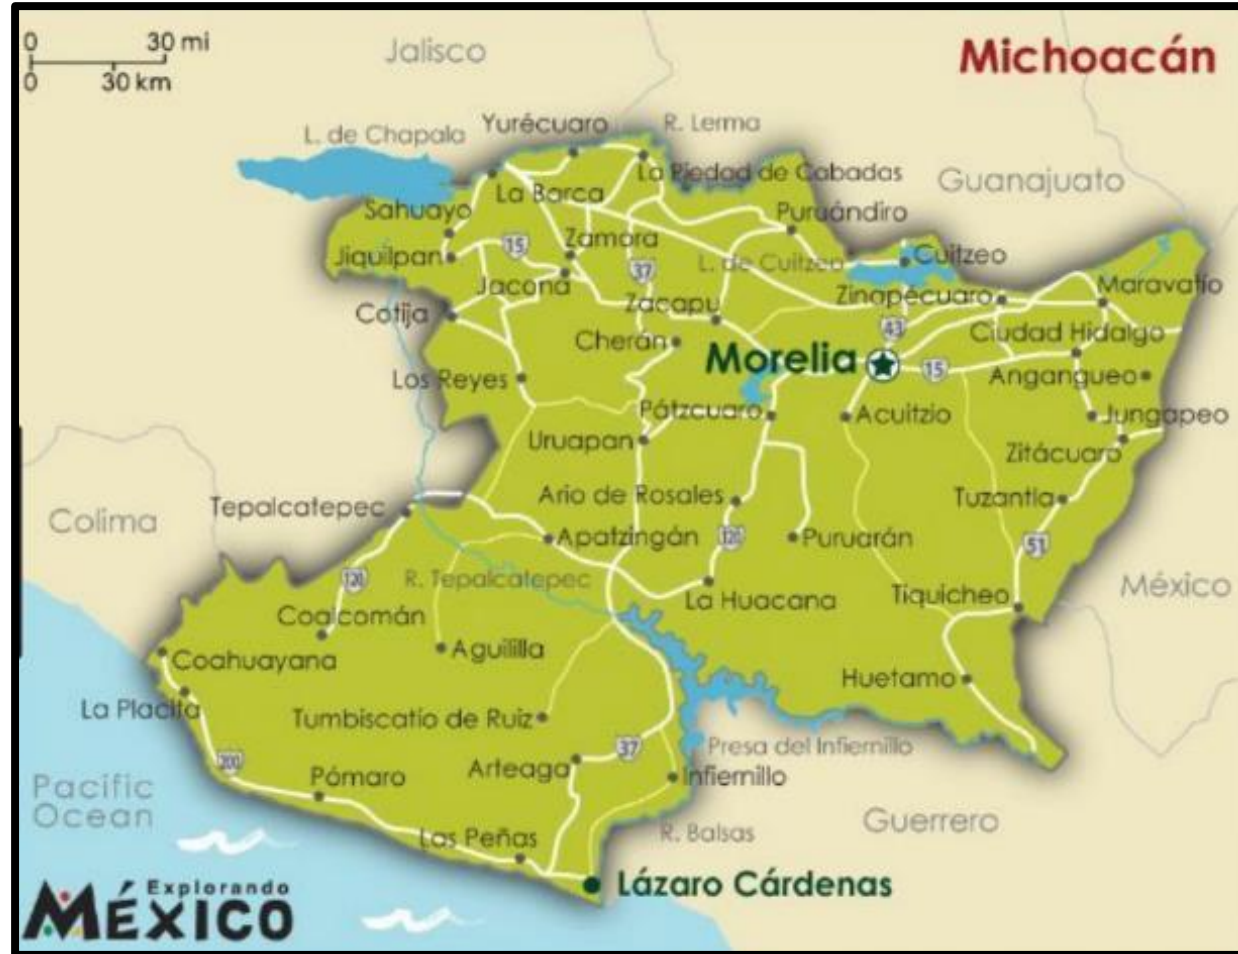 0 30 mi
0 30 km
Jalisco
Michoacán
L. de Chapala
Yurécuaro
R. Lerma
La Piedad de Cabadas
Guanajuato
La Barca
Sahuayo
Puruándiro
Jiquilpan
15
Zamora
37
L. de Cuitzeo
Cuitzeo
Jacona
Zacapu
Zinapécuaro
Maravatío
Cotija
43
Cherán
Ciudad Hidalgo
Morelia
15
Angangueo
Los Reyes
Pátzcuaro
Acuitzio
Jungapeo
Uruapan
Zitácuaro
Tepalcatepec
Ario de Rosales
Tuzantla
Colima
Apatzingán
120
Puruarán
51
120
R. Tepalcatepec
La Huacana
Tiquicheo
México
Coalcomán
Coahuayana
Aguililla
Huetamo
La Placita
Tumbiscatio de Ruiz
37
Presa del Infiernillo
200
Pómaro
Arteaga
Infiernillo
Pacific
Ocean
Las Peñas
R. Balsas
Guerrero
Lázaro Cárdenas
Explorando
MÉXICO